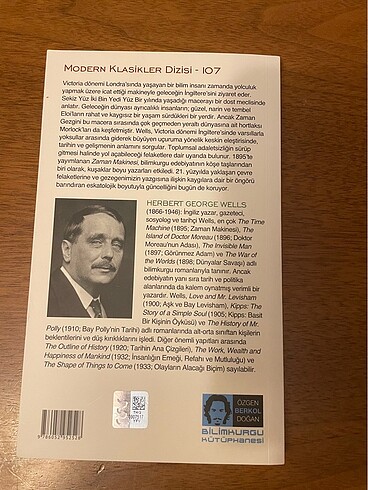 MODERN KLASİKLER DİZİSİ - 107
Victoria dönemi Londra'sında yaşayan bir bilim insanı zamanda yolculuk
yapmak üzere icat ettiği makineyle geleceğin İngiltere'sini ziyaret eder.
Sekiz Yüz İki Bin Yedi Yüz Bir yılında yaşadığı macerayı bir dost meclisinde
anlatır. Geleceğin dünyası ayrıcalıklı insanların; güzel, narin ve tembel
Eloi'ların rahat ve kaygısız bir yaşam sürdükleri bir yerdir. Ancak Zaman
Gezgini bu macera sırasında çok geçmeden yeraltı dünyasına ait hortlaksı
Morlock'ları da keşfetmiştir. Wells, Victoria dönemi İngiltere'sinde varsıllarla
yoksullar arasında giderek büyüyen uçuruma yönelik keskin eleştirisinde,
tarihin ve gelişmenin anlamını sorgular. Toplumsal adaletsizliğin sürüp
gitmesi halinde yol açabileceği felaketlere dair uyarıda bulunur. 1895'te
yayımlanan Zaman Makinesi, bilimkurgu edebiyatının köşe taşlarından
biri olarak, kuşaklar boyu yazarları etkiledi. 21. yüzyılda yaklaşan çevre
felaketlerine ve gezegenimizin yazgısına ilişkin kaygılara dair bir öngörü
barındıran eskatolojik boyutuyla güncelliğini bugün de koruyor.
HERBERT GEORGE WELLS
(1866-1946): İngiliz yazar, gazeteci,
sosyolog ve tarihçi Wells, en çok The Time
Machine (1895; Zaman Makinesi), The
Island of Doctor Moreau (1896; Doktor
Moreau'nun Adası), The Invisible Man
(1897; Görünmez Adam) ve The War of
the Worlds (1898; Dünyalar Savaşı) adlı
bilimkurgu romanlarıyla tanınır. Ancak
edebiyatın yanı sıra tarih ve politika
alanlarında da kalem oynatmış verimli bir
yazardır. Wells, Love and Mr. Levisham
(1900; Aşk ve Bay Levisham), Kipps: The
Story of a Simple Soul (1905; Kipps: Basit
Bir Kişinin Öyküsü) ve The History of Mr.
Polly (1910; Bay Polly'nin Tarihi) adlı romanlarında alt-orta sınıftan kişilerin
beklentilerini ve düş kırıklıklarını işledi. Diğer önemli yapıtları arasında
The Outline of History (1920; Tarihin Ana Çizgileri), The Work, Wealth and
Happiness of Mankind (1932; İnsanlığın Emeği, Refahı ve Mutluluğu) ve
The Shape of Things to Come (1933; Olayların Alacağı Biçim) sayılabilir.
ÖZGEN
BERKOL
DOĞAN
BİLİMKURGU
KÜTÜPHANESİ